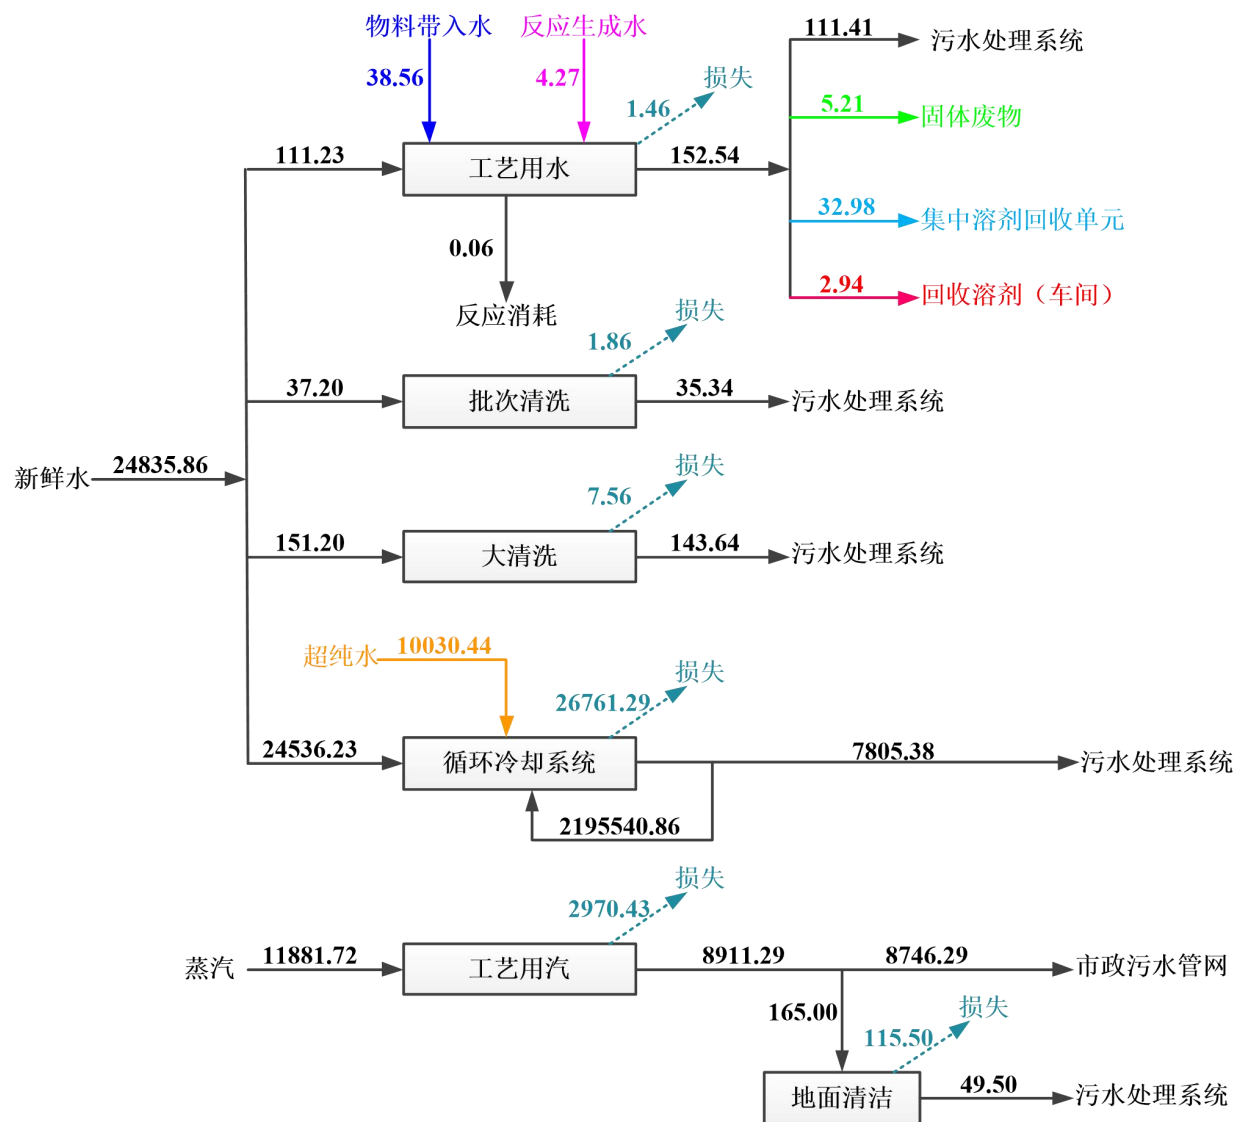 物料带入水
反应生成水
111.41
污水处理系统
38.56
4.27
损失
1.46
5.21
固体废物
111.23
工艺用水
152.54
32.98
集中溶剂回收单元
0.06
反应消耗
2.94
回收溶剂（车间）
损失
1.86
37.20
批次清洗
35.34
污水处理系统
新鲜水
24835.86
损失
7.56
151.20
大清洗
143.64
污水处理系统
超纯水
10030.44
损失
26761.29
24536.23
循环冷却系统
7805.38
污水处理系统
2195540.86
损失
2970.43
蒸汽
11881.72
工艺用汽
8911.29
8746.29
市政污水管网
165.00
损失
115.50
地面清洁
49.50
污水处理系统